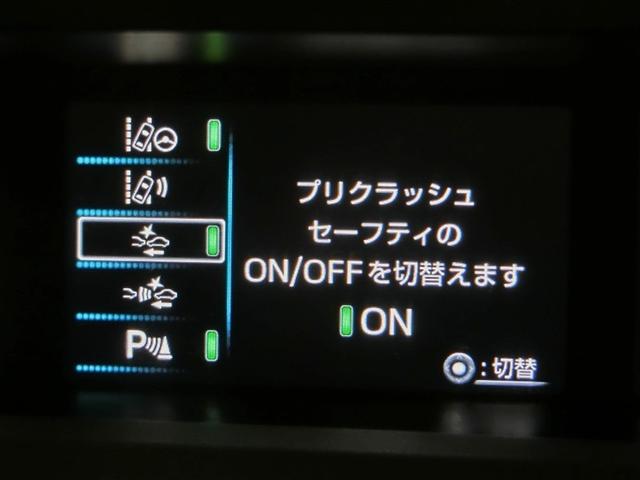 プリクラッシュ
セーフティの
ON/OFFを切替えます
ON
P
:切替